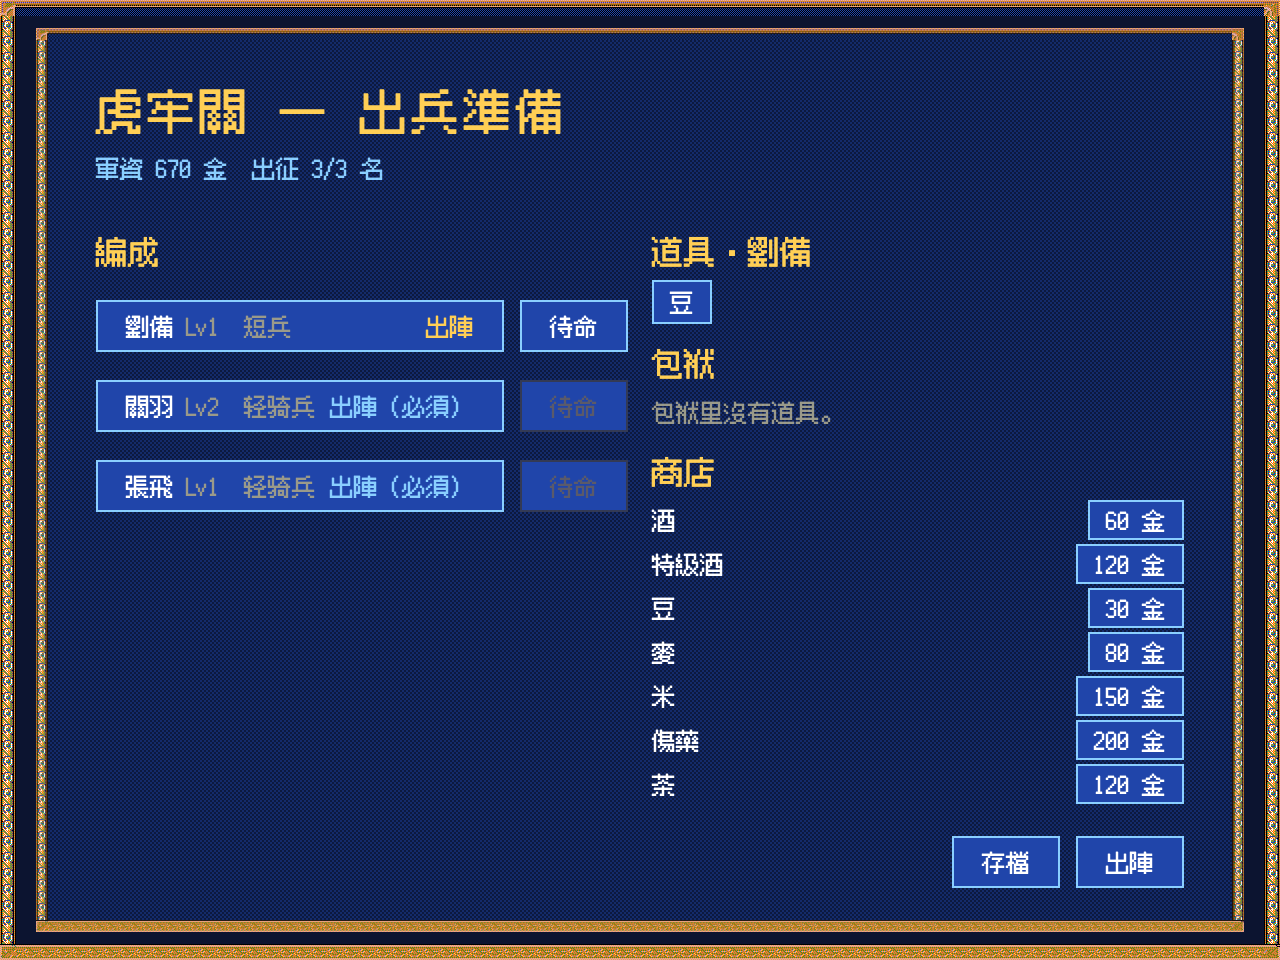 虎牢關 — 出兵準備
軍資 670 金 出征 3/3 名
編成
劉備 Lv1 短兵 出陣 待命
關羽 Lv2 轻骑兵 出陣（必須） 待命
張飛 Lv1 轻骑兵 出陣（必須） 待命
道具·劉備
豆
包袱
包袱里沒有道具。
商店
酒 60 金
特級酒 120 金
豆 30 金
麥 80 金
米 150 金
傷藥 200 金
茶 120 金
存檔 出陣